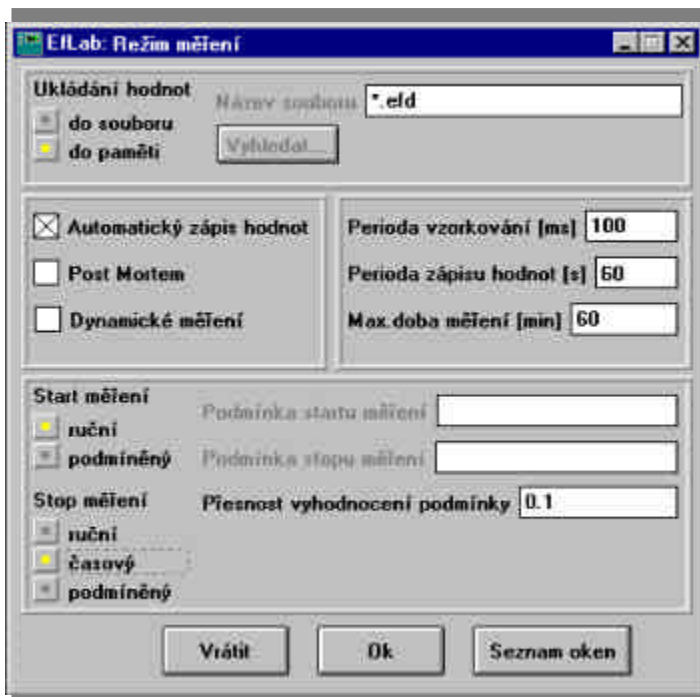 EfLab: Režim měření
Ukládání hodnot
do souboru
do paměti
Název souboru *.efd
Vyhledat...
Automatický zápis hodnot
Post Mortem
Dynamické měření
Perioda vzorkování [ms] 100
Perioda zápisu hodnot [s] 60
Max.doba měření [min] 60
Start měření
ruční
podmíněný
Podmínka startu měření
Podmínka stopu měření
Stop měření
ruční
časový
podmíněný
Přesnost vyhodnocení podmínky 0.1
Vrátit
Ok
Seznam oken